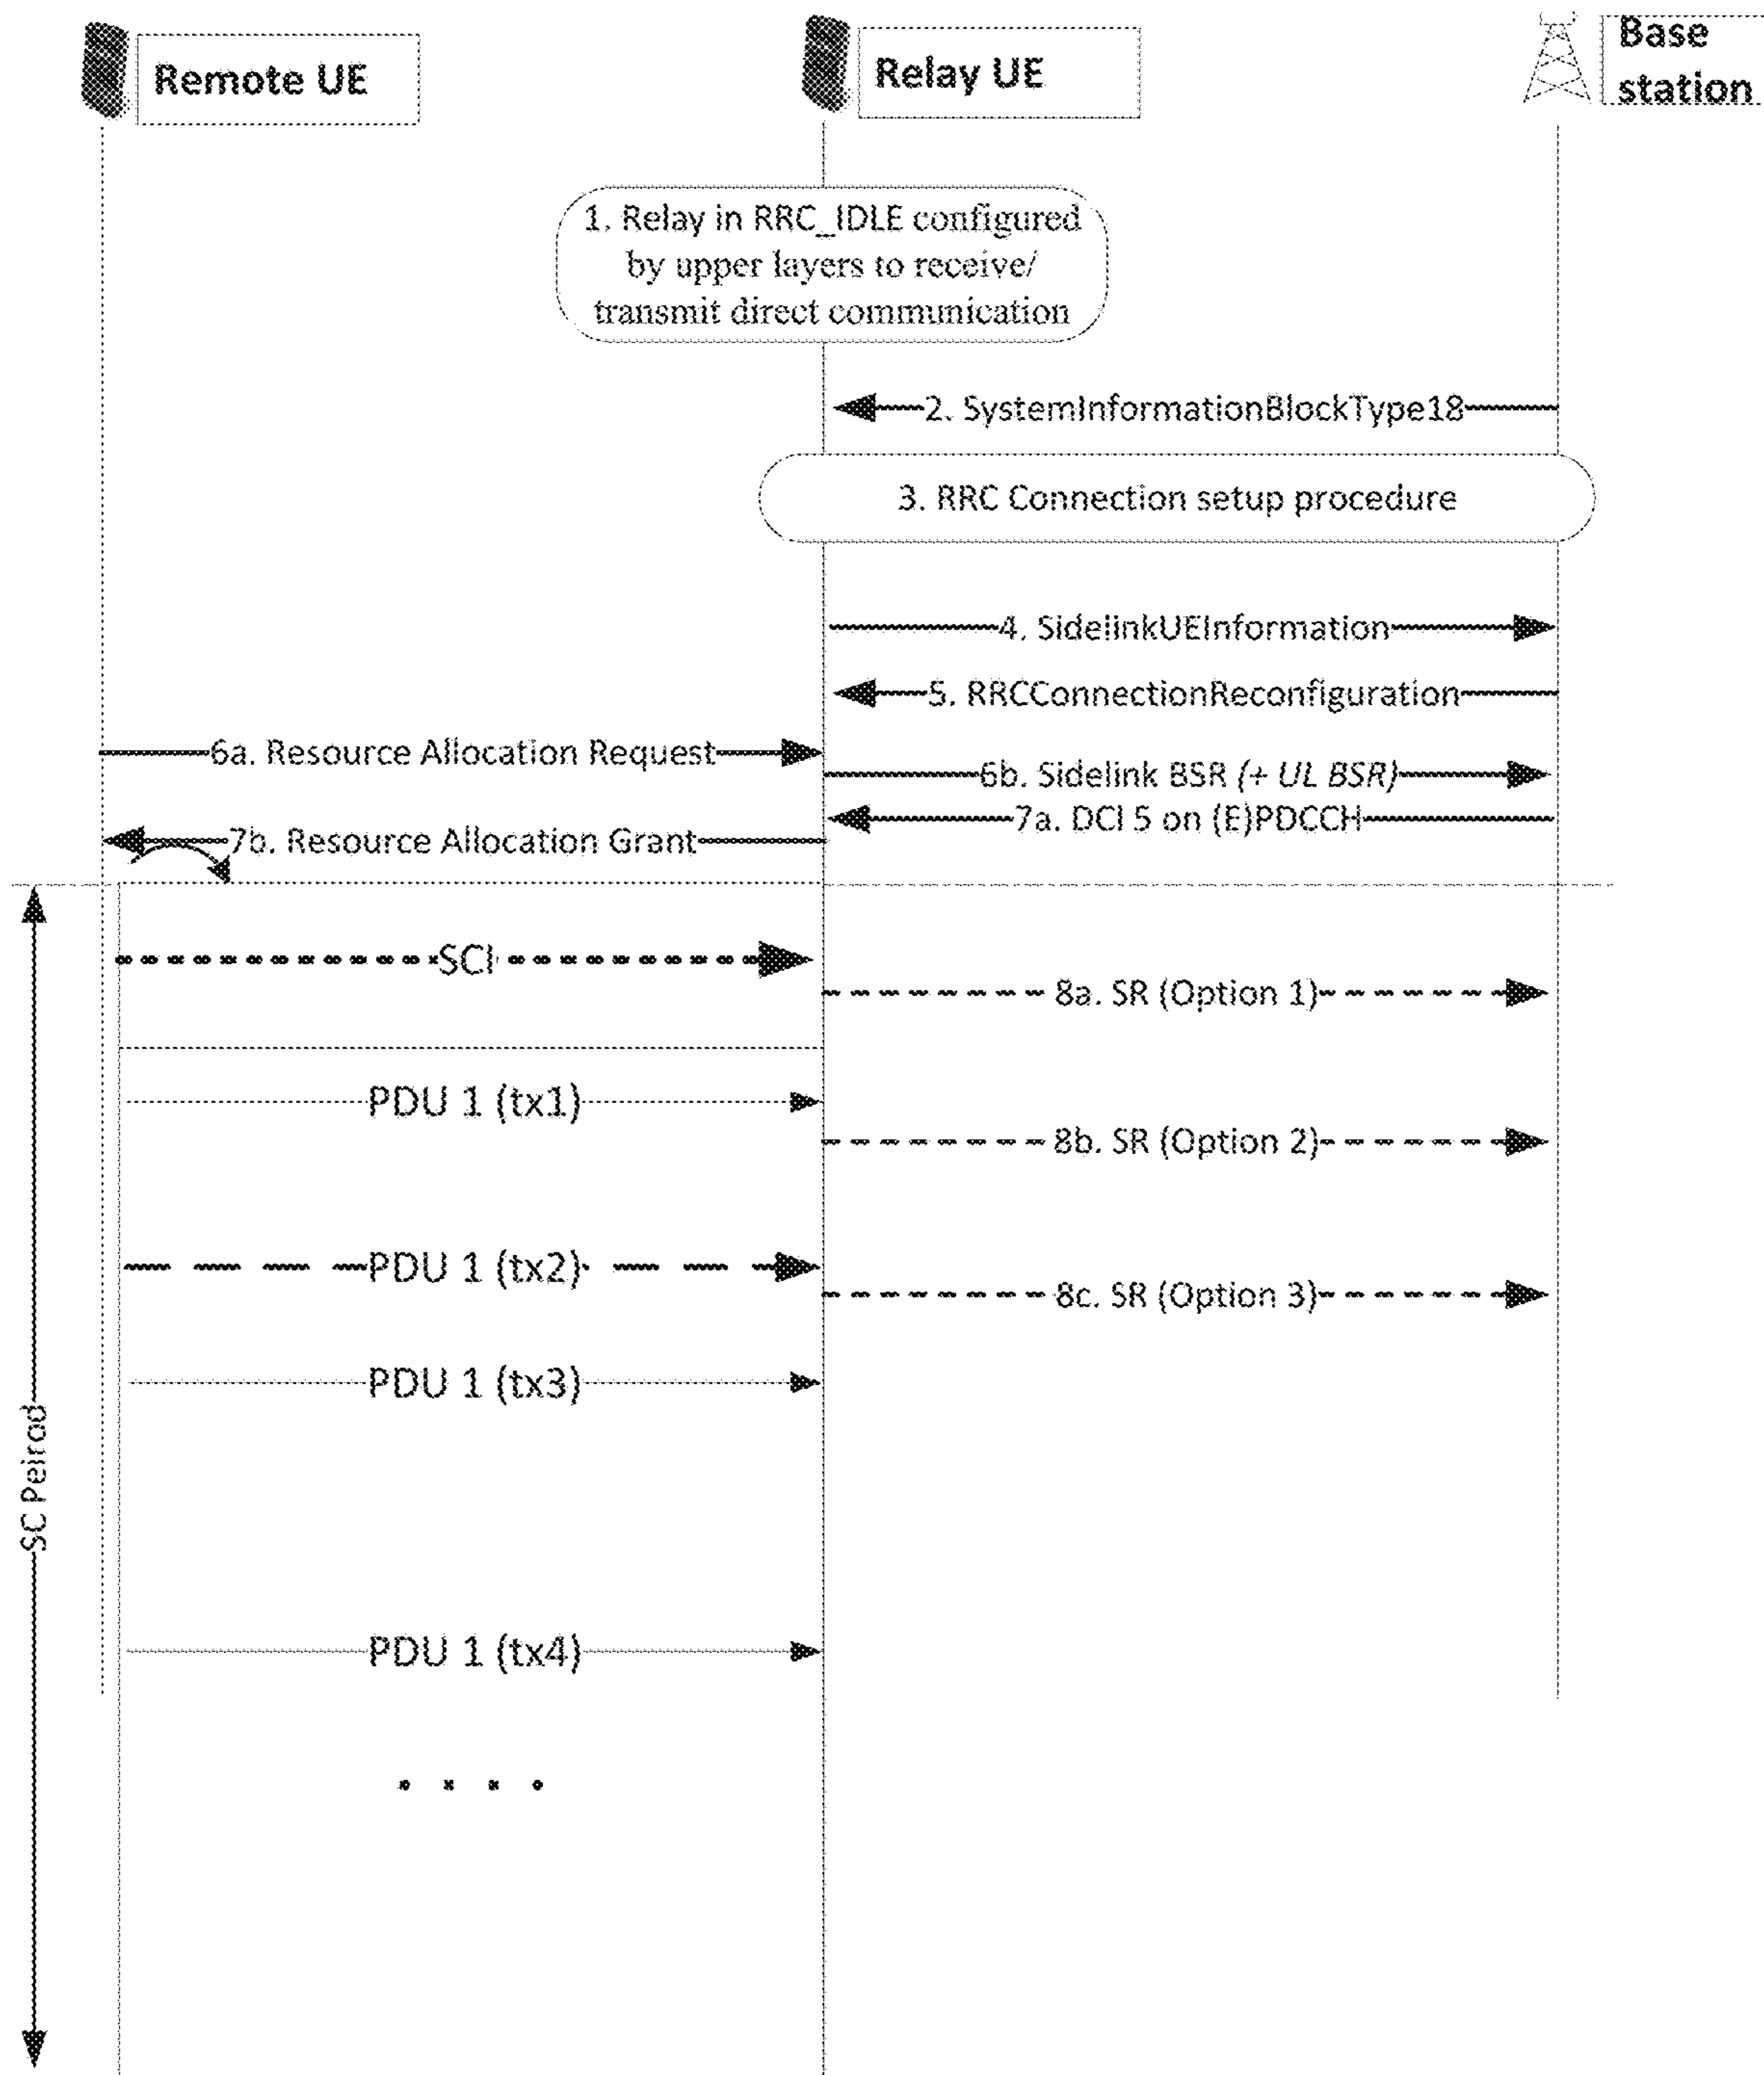 Remote UE
Relay UE
Base
station
1. Relay in RRC_IDLE configured
by upper layers to receive/
transmit direct communication
2. SystemInformationBlockType18
3. RRC Connection setup procedure
4. SidelinkUEInformation
5. RRCConnectionReconfiguration
6a. Resource Allocation Request
6b. Sidelink BSR (+ UL BSR)
7a. DCI 5 on (E)PDCCH
7b. Resource Allocation Grant
SCI
8a. SR (Option 1)
PDU 1 (tx1)
8b. SR (Option 2)
PDU 1 (tx2)
8c. SR (Option 3)
PDU 1 (tx3)
SC Peirod
PDU 1 (tx4)
. . . .